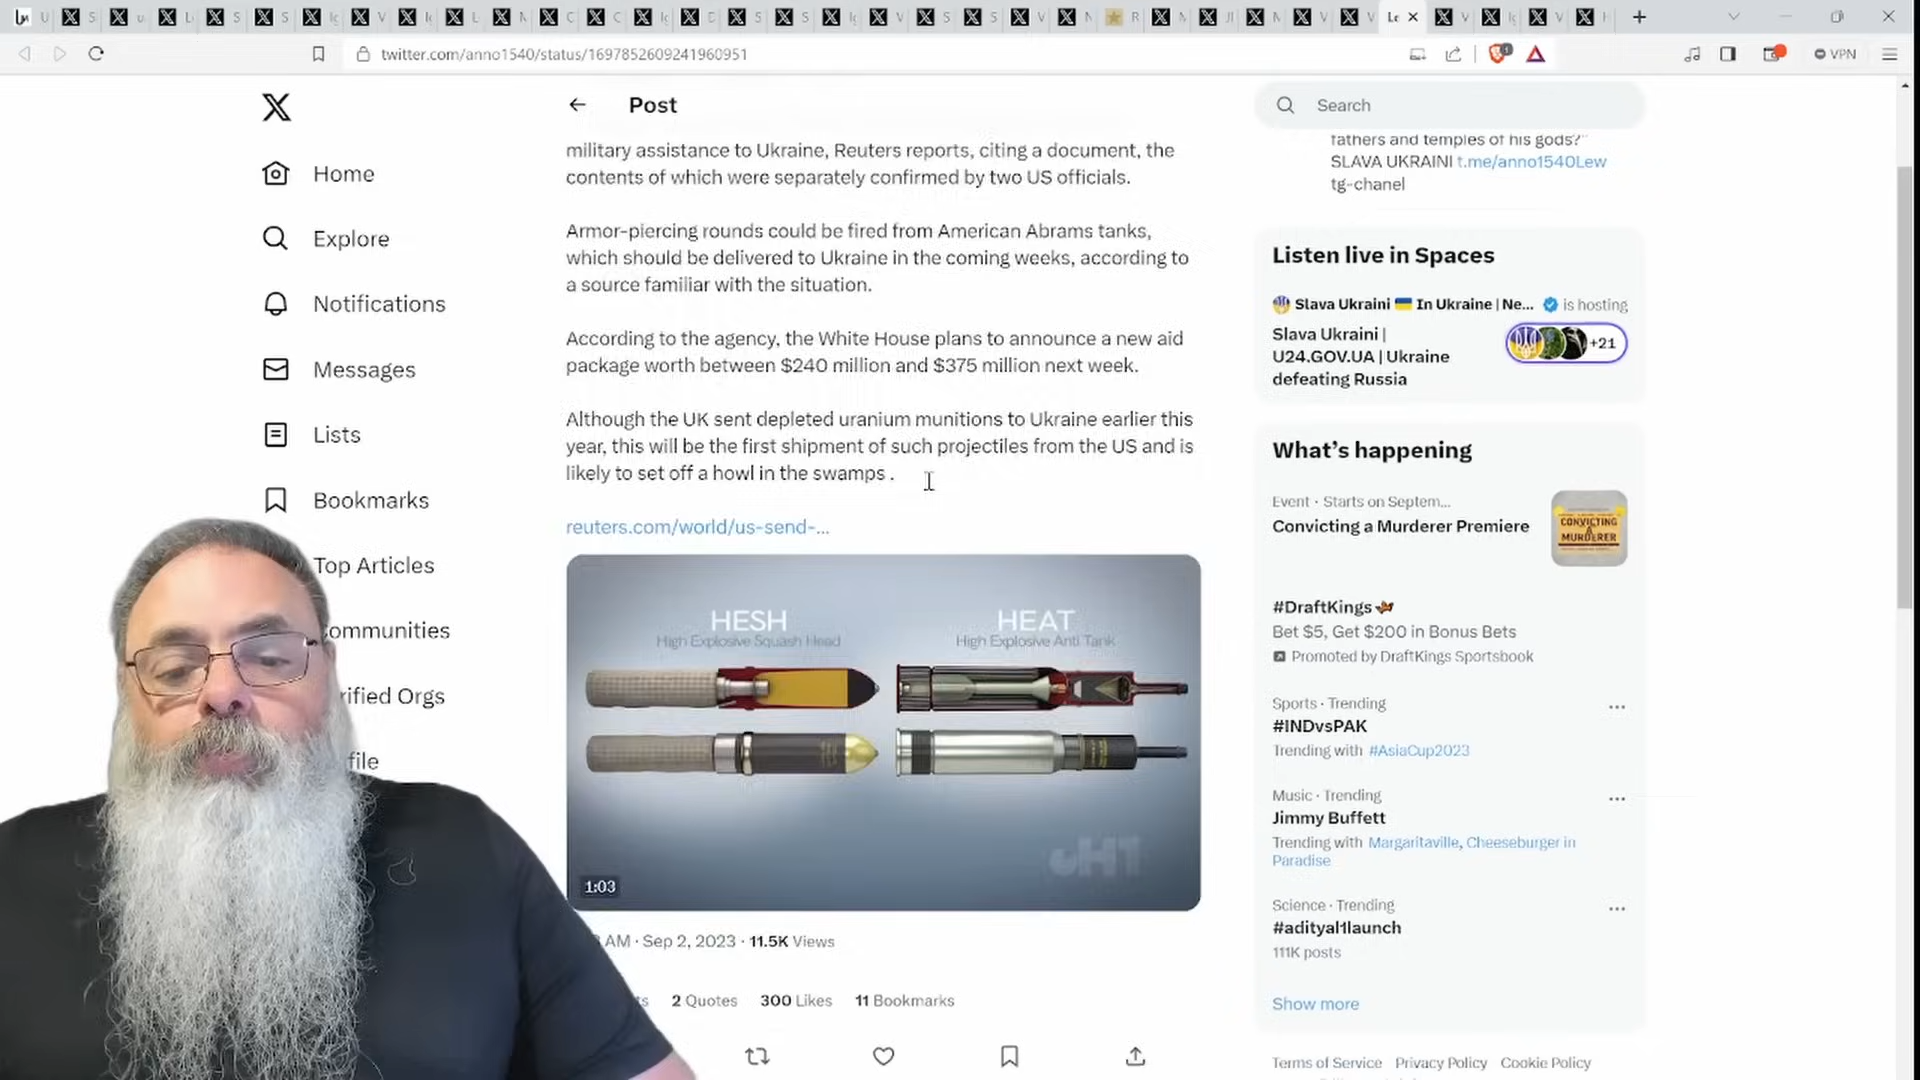 twitter.com/anno1540/status/1697852609241960951
VPN
Post
Search
Home
Explore
Notifications
Messages
Lists
Bookmarks
Top Articles
ommunities
rified Orgs
file
military assistance to Ukraine, Reuters reports, citing a document, the
contents of which were separately confirmed by two US officials.
Armor-piercing rounds could be fired from American Abrams tanks,
which should be delivered to Ukraine in the coming weeks, according to
a source familiar with the situation.
According to the agency, the White House plans to announce a new aid
package worth between $240 million and $375 million next week.
Although the UK sent depleted uranium munitions to Ukraine earlier this
year, this will be the first shipment of such projectiles from the US and is
likely to set off a howl in the swamps .
reuters.com/world/us-send-...
HESH
High Explosive Squash Head
HEAT
High Explosive Anti Tank
1:03
AM · Sep 2, 2023 · 11.5K Views
ts 2 Quotes 300 Likes 11 Bookmarks
fathers and temples of his gods?"
SLAVA UKRAINI t.me/anno1540Lew
tg-chanel
Listen live in Spaces
Slava Ukraini In Ukraine | Ne... is hosting
Slava Ukraini |
U24.GOV.UA | Ukraine
defeating Russia
+21
What's happening
Event · Starts on Septem...
Convicting a Murderer Premiere
CONVICTING
A
MURDERER
#DraftKings
Bet $5, Get $200 in Bonus Bets
Promoted by DraftKings Sportsbook
Sports · Trending
#INDvsPAK
Trending with #AsiaCup2023
Music · Trending
Jimmy Buffett
Trending with Margaritaville, Cheeseburger in
Paradise
Science · Trending
#adityal1launch
111K posts
Show more
Terms of Service Privacy Policy Cookie Policy